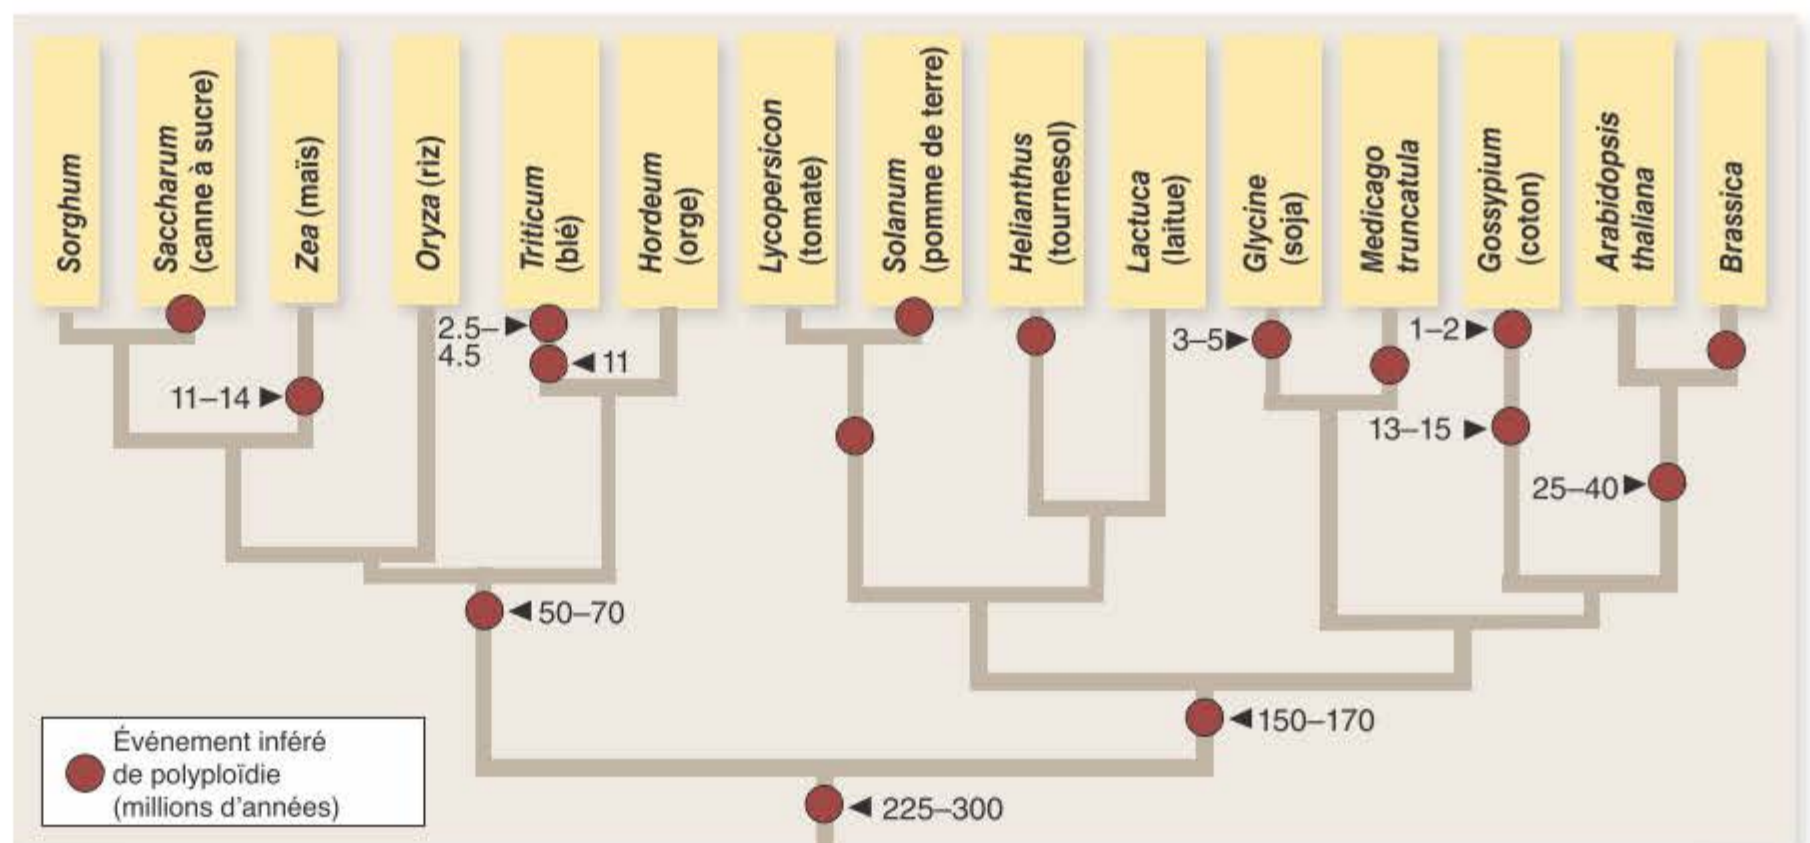 Sorghum
Saccharum
(canne à sucre)
Zea (maïs)
Oryza (riz)
Triticum
(blé)
Hordeum
(orge)
Lycopersicon
(tomate)
Solanum
(pomme de terre)
Helianthus
(tournesol)
Lactuca
(laitue)
Glycine
(soja)
Medicago
truncatula
Gossypium
(coton)
Arabidopsis
thaliana
Brassica
2.5–
4.5
11
3–5
1–2
11–14
13–15
25–40
50–70
150–170
225–300
Événement inféré
de polyploïdie
(millions d'années)